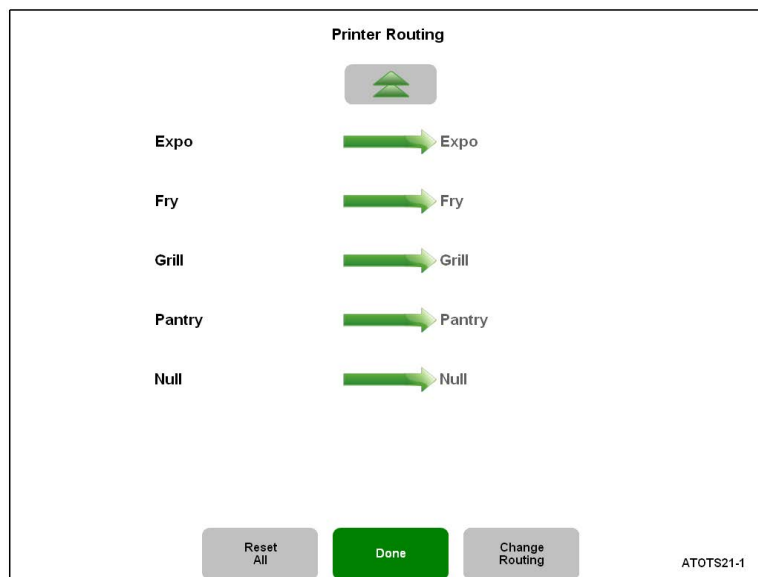 Printer Routing
Expo Expo
Fry Fry
Grill Grill
Pantry Pantry
Null Null
Reset
All
Done
Change
Routing
ATOTS21-1